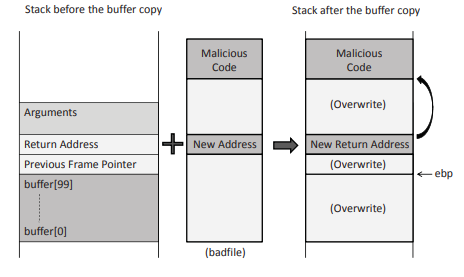 Stack before the buffer copy
Stack after the buffer copy
Arguments
Return Address
Previous Frame Pointer
buffer[99]
buffer[0]
Malicious
Code
New Address
(badfile)
Malicious
Code
(Overwrite)
New Return Address
(Overwrite)
ebp
(Overwrite)